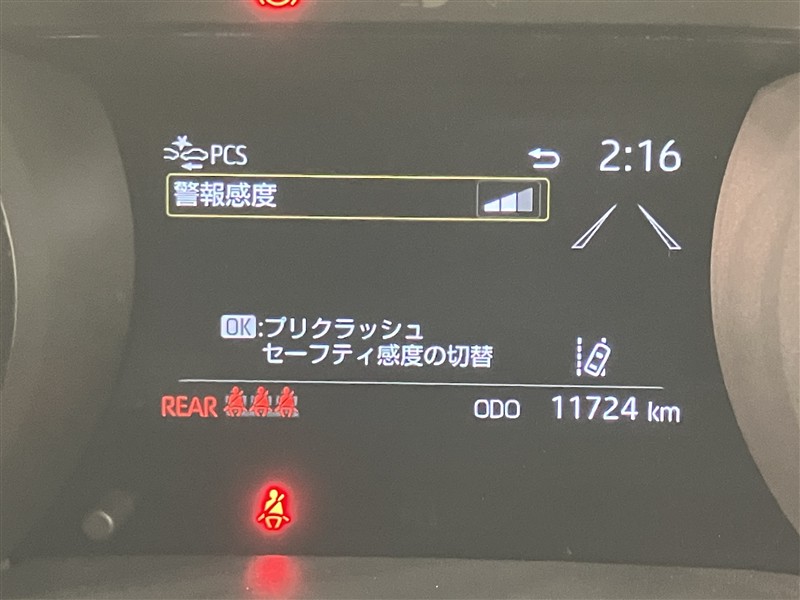 PCS
2:16
警報感度
OK:プリクラッシュ
セーフティ感度の切替
REAR
ODO 11724 km